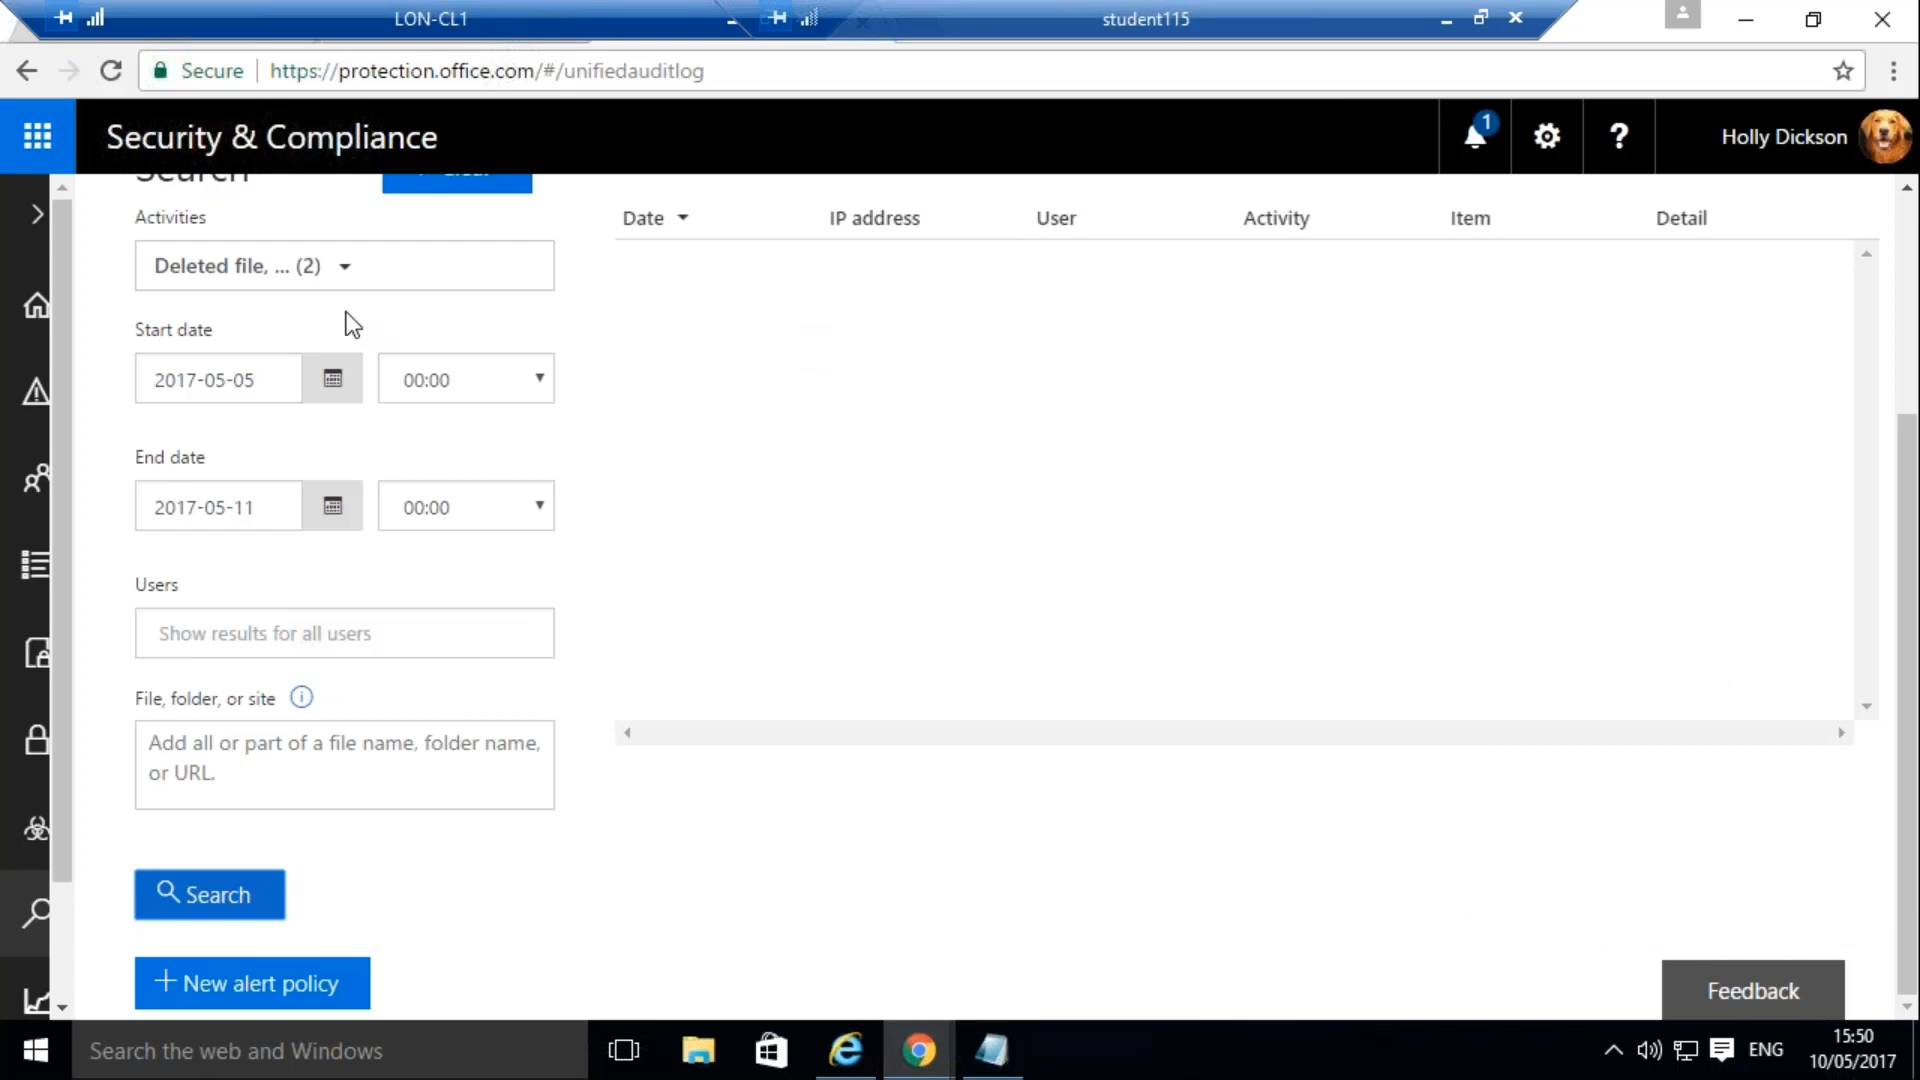 LON-CL1
student115
Secure
https://protection.office.com/#/unifiedauditlog
Security & Compliance
1
?
Holly Dickson
Search
Clear
Activities
Deleted file, ... (2)
Start date
2017-05-05
00:00
End date
2017-05-11
00:00
Users
Show results for all users
File, folder, or site
Add all or part of a file name, folder name,
or URL.
Search
New alert policy
Date
IP address
User
Activity
Item
Detail
Feedback
Search the web and Windows
ENG
15:50
10/05/2017